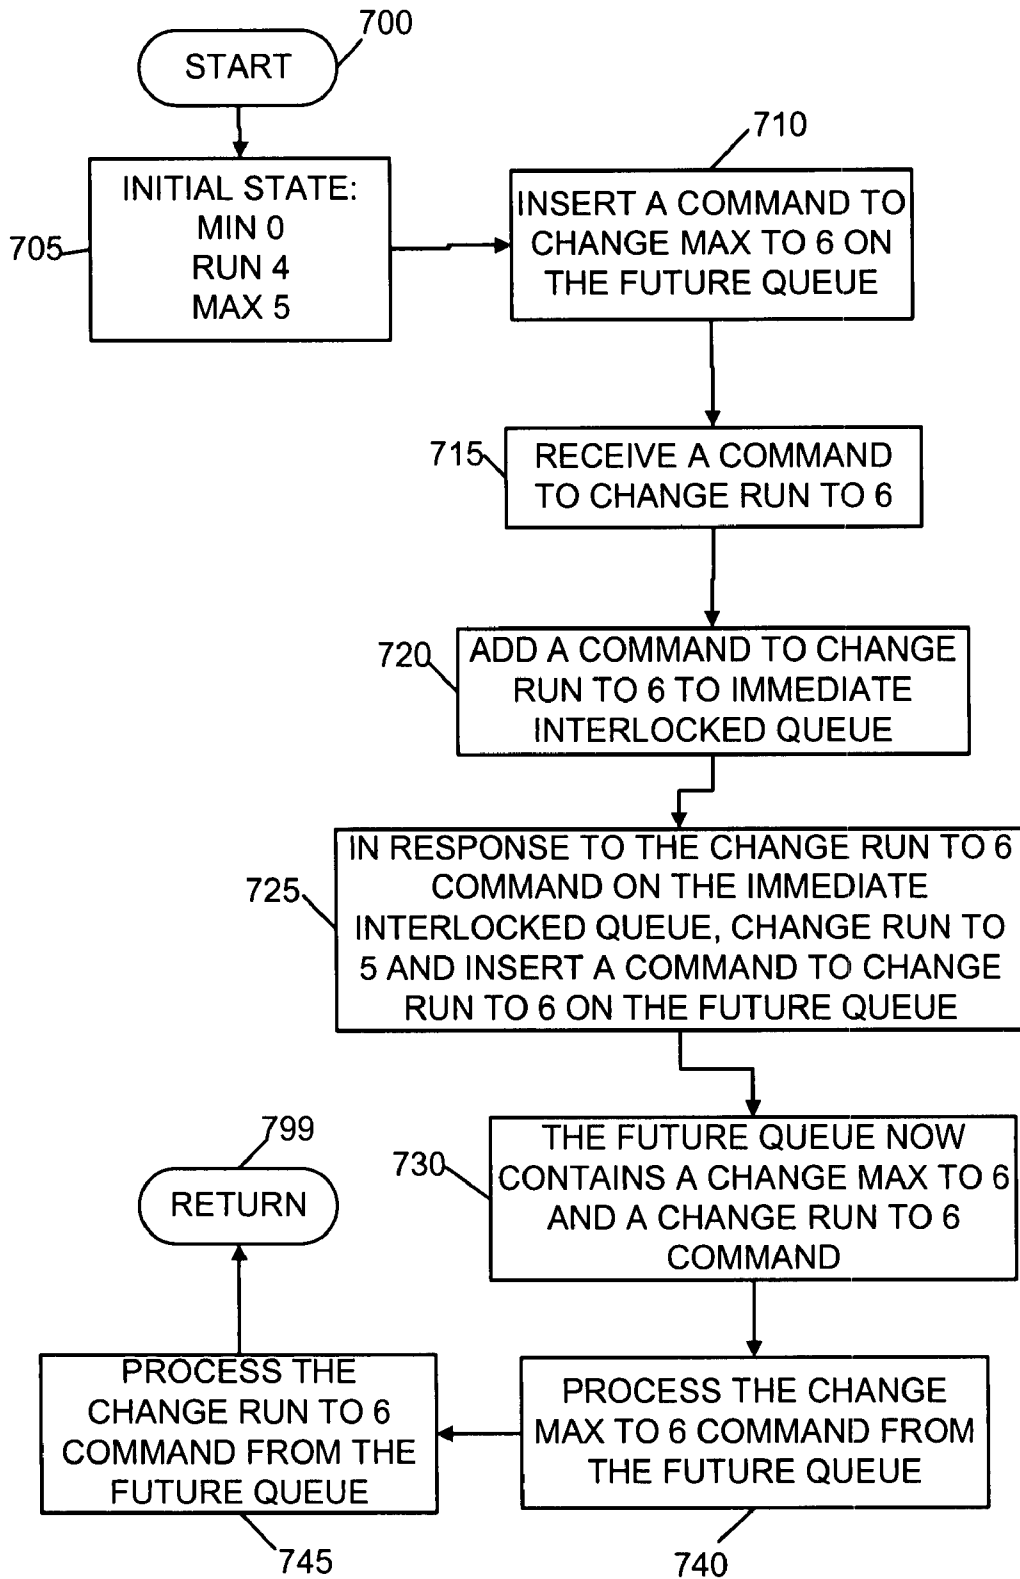 700
START
705
INITIAL STATE:
MIN 0
RUN 4
MAX 5
710
INSERT A COMMAND TO
CHANGE MAX TO 6 ON
THE FUTURE QUEUE
715
RECEIVE A COMMAND
TO CHANGE RUN TO 6
720
ADD A COMMAND TO CHANGE
RUN TO 6 TO IMMEDIATE
INTERLOCKED QUEUE
725
IN RESPONSE TO THE CHANGE RUN TO 6
COMMAND ON THE IMMEDIATE
INTERLOCKED QUEUE, CHANGE RUN TO
5 AND INSERT A COMMAND TO CHANGE
RUN TO 6 ON THE FUTURE QUEUE
730
THE FUTURE QUEUE NOW
CONTAINS A CHANGE MAX TO 6
AND A CHANGE RUN TO 6
COMMAND
PROCESS THE CHANGE
MAX TO 6 COMMAND FROM
THE FUTURE QUEUE
740
PROCESS THE
CHANGE RUN TO 6
COMMAND FROM THE
FUTURE QUEUE
745
799
RETURN